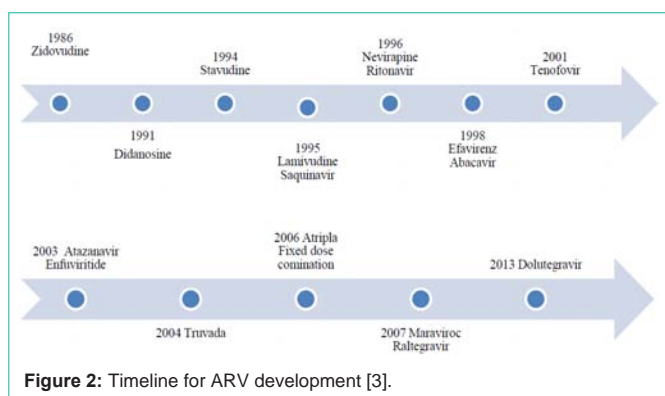 1986
Zidovudine
1994
Stavudine
1996
Nevirapine
Ritonavir
2001
Tenofovir
1991
Didanosine
1995
Lamivudine
Saquinavir
1998
Efavirenz
Abacavir
2003 Atazanavir
Enfuviritide
2006 Atripla
Fixed dose
comination
2013 Dolutegravir
2004 Truvada
2007 Maraviroc
Raltegravir
Figure 2: Timeline for ARV development [3].